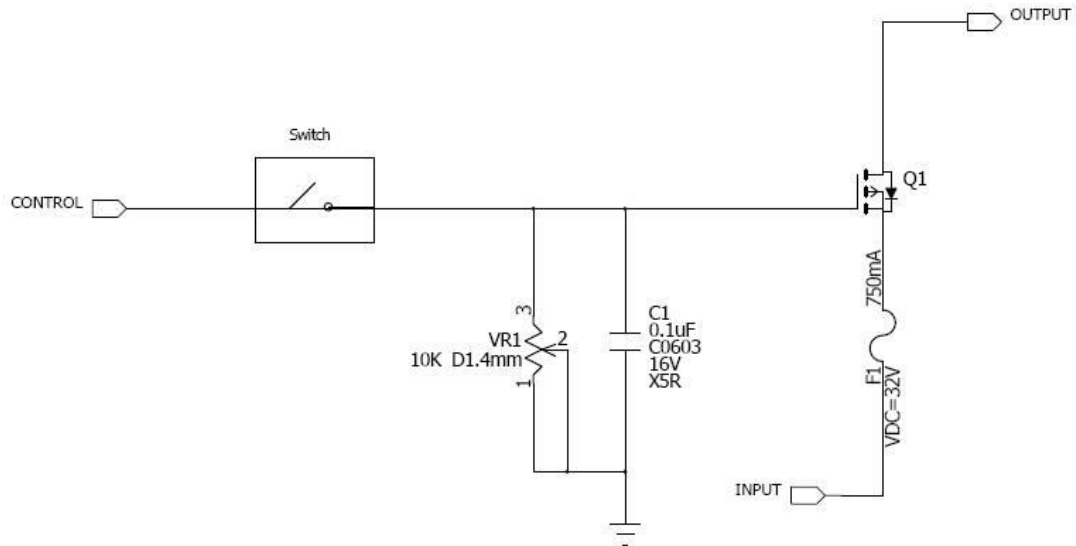 OUTPUT
Switch
Q1
CONTROL
750mA
3
VR1
2
10K D1.4mm
1
C1
0.1uF
C0603
16V
X5R
F1
VDC=32V
INPUT